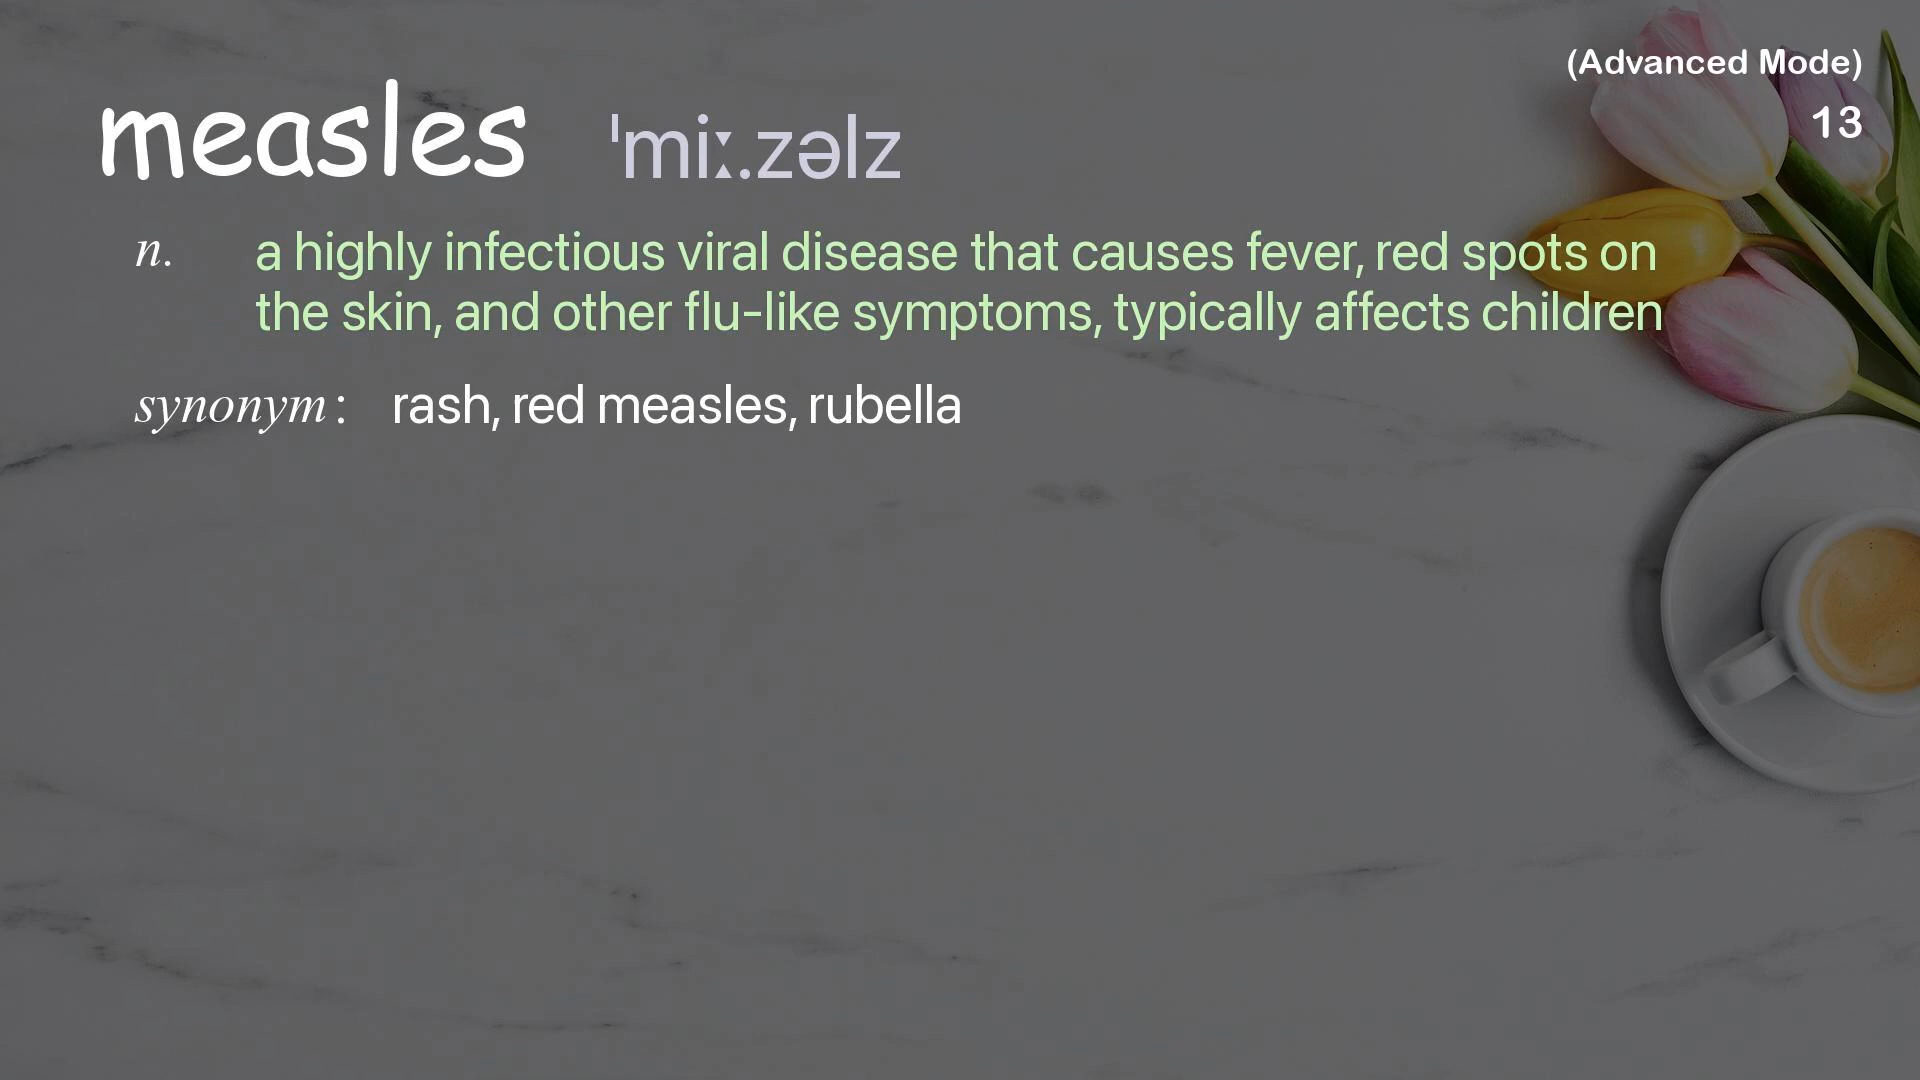 (Advanced Mode)
measles ˈmiː.zəlz
13
n. a highly infectious viral disease that causes fever, red spots on
the skin, and other flu-like symptoms, typically affects children
synonym: rash, red measles, rubella